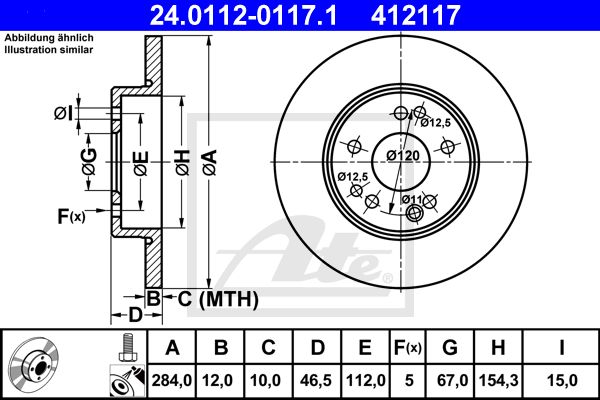 24.0112-0117.1 412117
Abbildung ähnlich
Illustration similar
ØI
ØG
ØE
ØH
ØA
F(x)
B
C (MTH)
D
Ø12,5
Ø120
Ø12,5
Ø11
Ate
®
A B C D E F(x) G H I
284,0 12,0 10,0 46,5 112,0 5 67,0 154,3 15,0